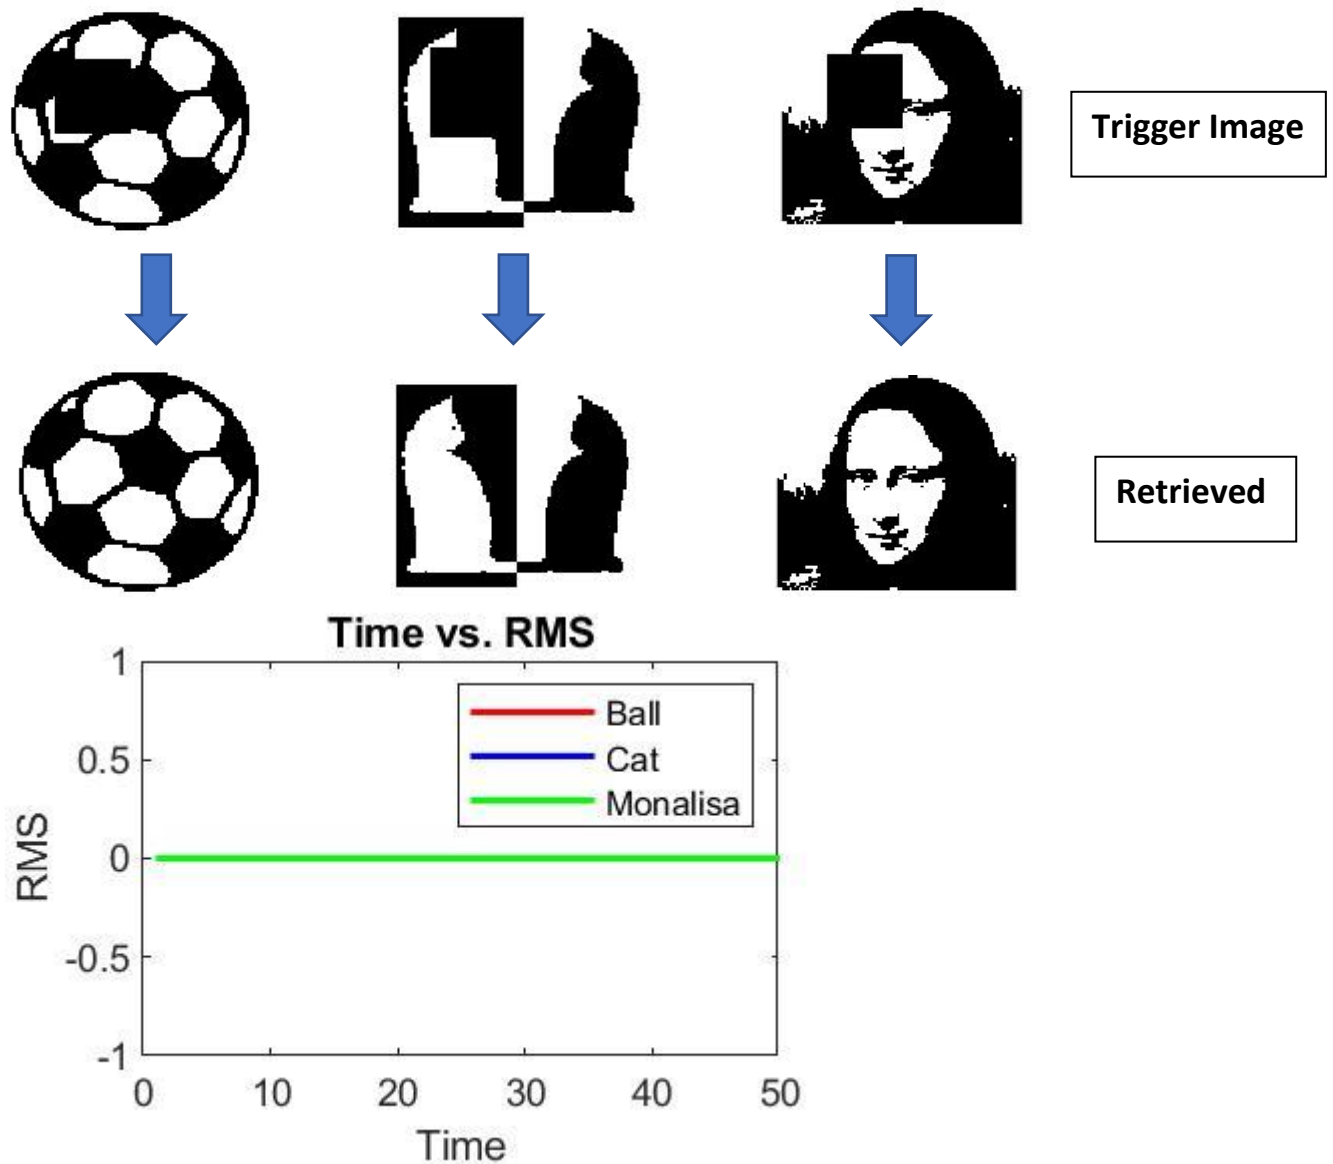 Trigger Image
Retrieved
Time vs. RMS
1
0.5
0
-0.5
-1
RMS
Ball
Cat
Monalisa
0 10 20 30 40 50
Time